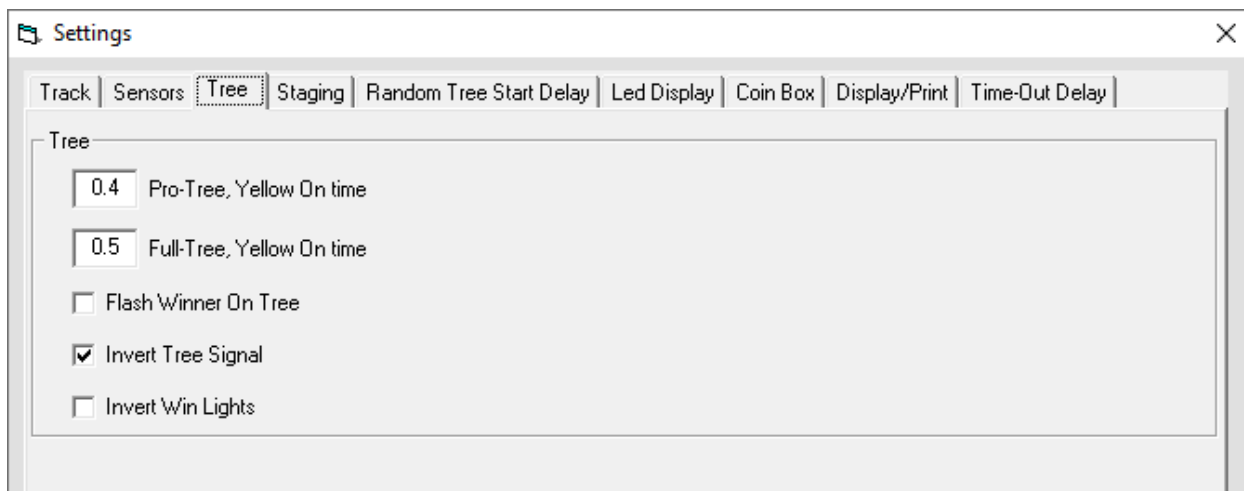 Settings
Track Sensors Tree Staging Random Tree Start Delay Led Display Coin Box Display/Print Time-Out Delay
Tree
0.4 Pro-Tree, Yellow On time
0.5 Full-Tree, Yellow On time
Flash Winner On Tree
Invert Tree Signal
Invert Win Lights